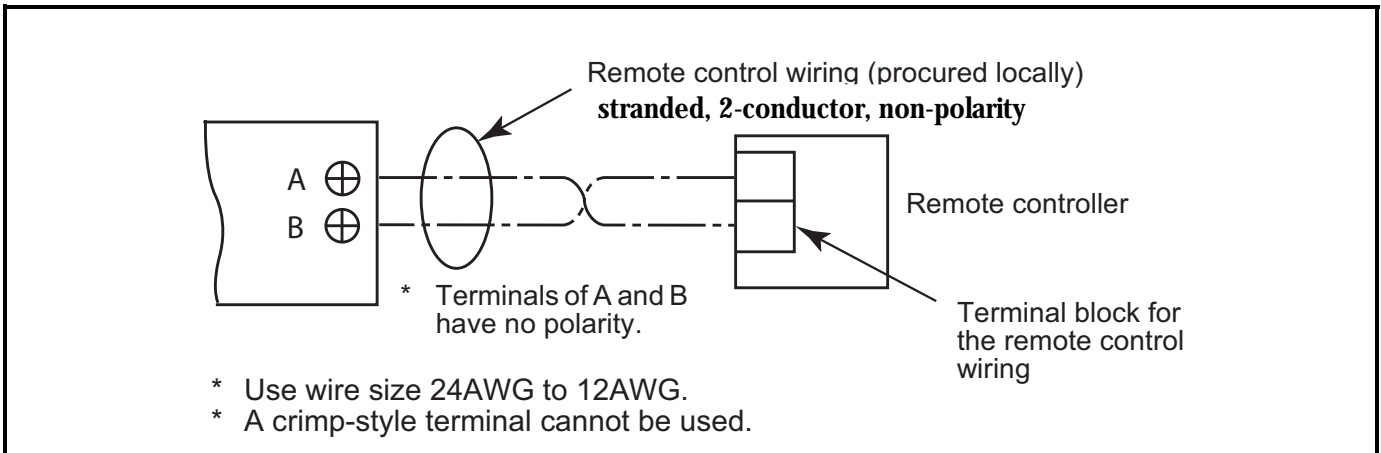 Remote control wiring (procured locally)
stranded, 2-conductor, non-polarity
A
B
Remote controller
* Terminals of A and B
have no polarity.
Terminal block for
the remote control
wiring
* Use wire size 24AWG to 12AWG.
* A crimp-style terminal cannot be used.